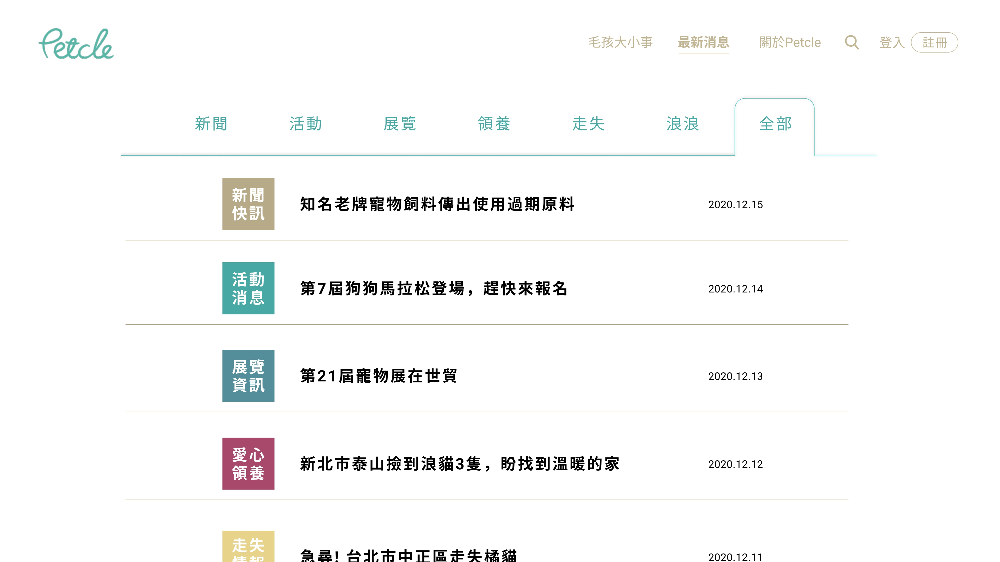 Petcle
毛孩大小事
最新消息
關於Petcle
登入
註冊
新聞
活動
展覽
領養
走失
浪浪
全部
新聞
快訊
知名老牌寵物飼料傳出使用過期原料
2020.12.15
活動
消息
第7屆狗狗馬拉松登場，趕快來報名
2020.12.14
展覽
資訊
第21屆寵物展在世貿
2020.12.13
愛心
領養
新北市泰山撿到浪貓3隻，盼找到溫暖的家
2020.12.12
走失
情報
急尋! 台北市中正區走失橘貓
2020.12.11